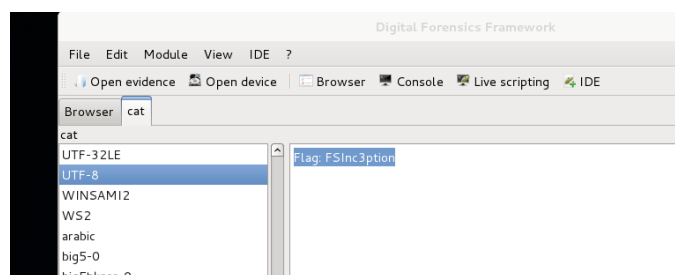 Digital Forensics Framework
File Edit Module View IDE ?
Open evidence Open device Browser Console Live scripting IDE
Browser cat
cat
UTF-32LE
UTF-8
WINSAMI2
WS2
arabic
big5-0
Flag: FSInc3ption